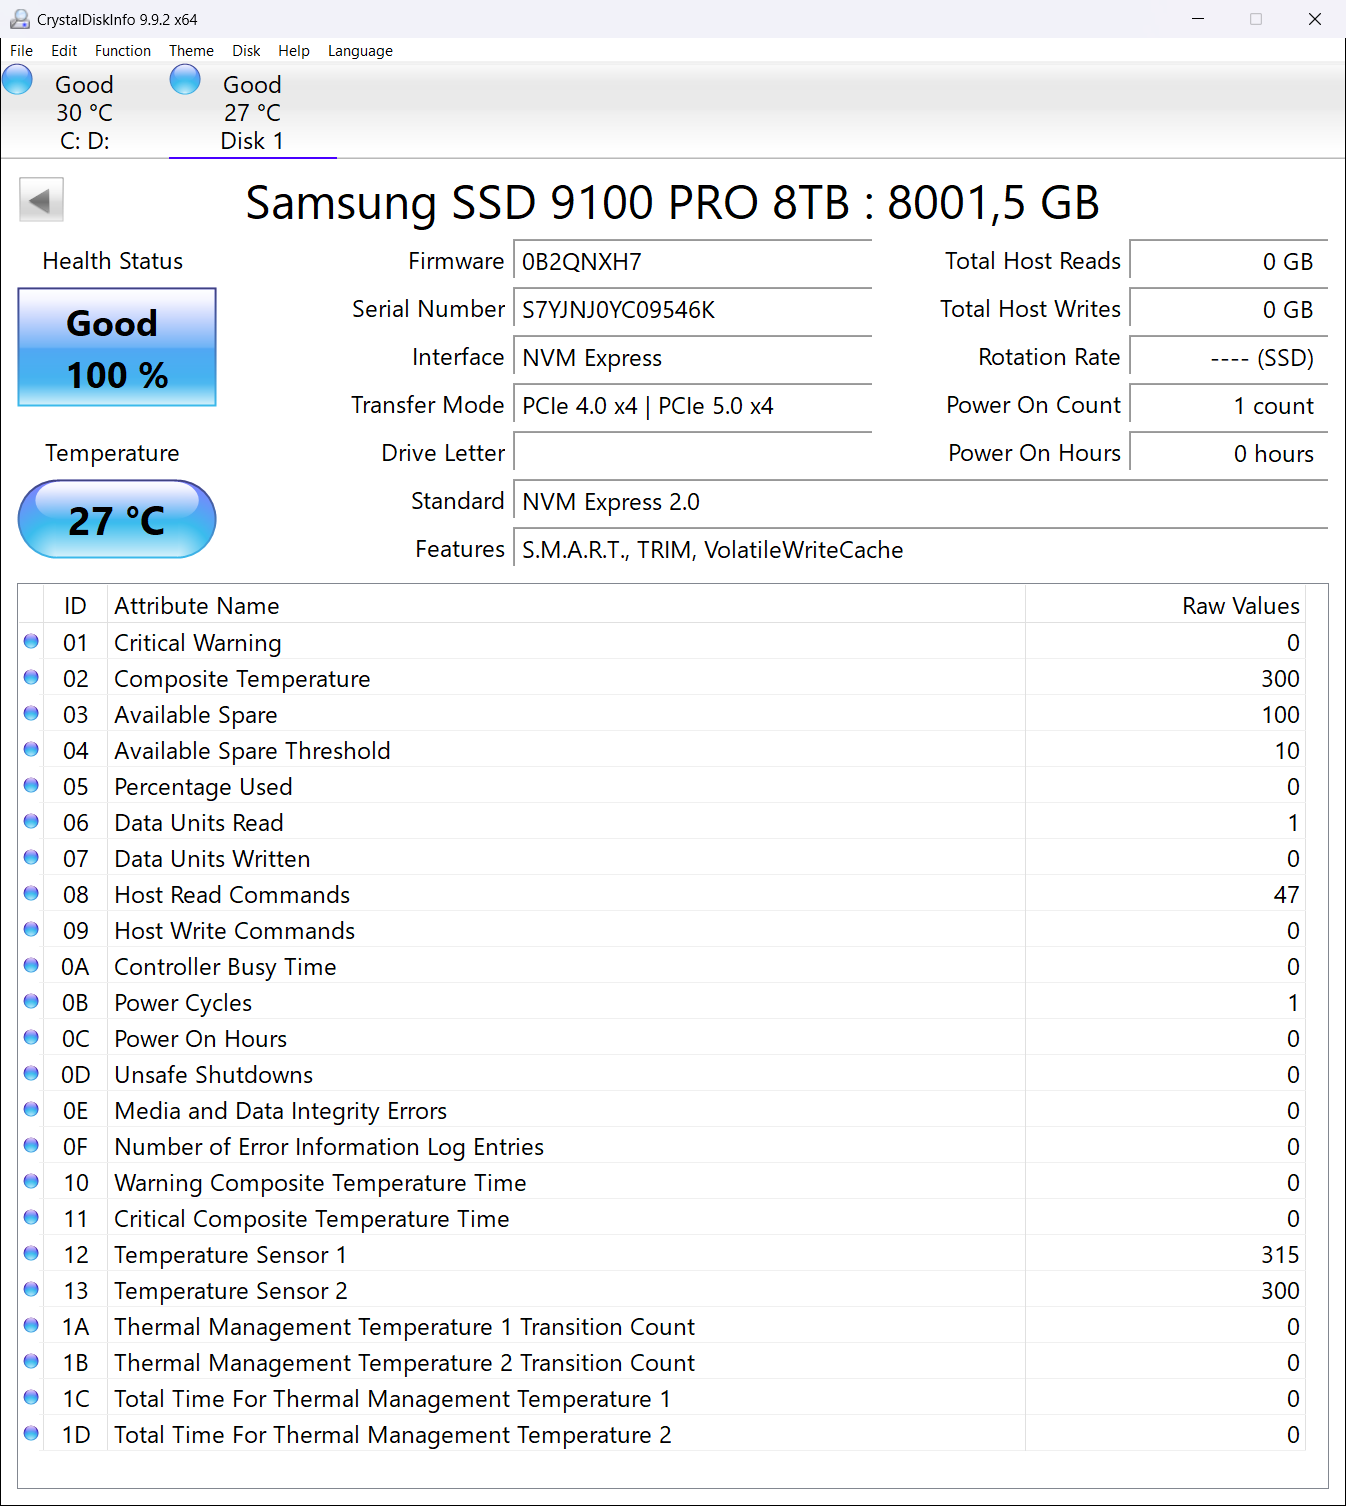 CrystalDiskInfo 9.9.2 x64
File Edit Function Theme Disk Help Language
Good
30 °C
C: D:
Good
27 °C
Disk 1
Samsung SSD 9100 PRO 8TB : 8001,5 GB
Health Status
Good
100 %
Temperature
27 °C
Firmware 0B2QNXH7
Serial Number S7YJNJ0YC09546K
Interface NVM Express
Transfer Mode PCIe 4.0 x4 | PCIe 5.0 x4
Drive Letter
Standard NVM Express 2.0
Features S.M.A.R.T., TRIM, VolatileWriteCache
Total Host Reads 0 GB
Total Host Writes 0 GB
Rotation Rate ---- (SSD)
Power On Count 1 count
Power On Hours 0 hours
ID Attribute Name Raw Values
01 Critical Warning 0
02 Composite Temperature 300
03 Available Spare 100
04 Available Spare Threshold 10
05 Percentage Used 0
06 Data Units Read 1
07 Data Units Written 0
08 Host Read Commands 47
09 Host Write Commands 0
0A Controller Busy Time 0
0B Power Cycles 1
0C Power On Hours 0
0D Unsafe Shutdowns 0
0E Media and Data Integrity Errors 0
0F Number of Error Information Log Entries 0
10 Warning Composite Temperature Time 0
11 Critical Composite Temperature Time 0
12 Temperature Sensor 1 315
13 Temperature Sensor 2 300
1A Thermal Management Temperature 1 Transition Count 0
1B Thermal Management Temperature 2 Transition Count 0
1C Total Time For Thermal Management Temperature 1 0
1D Total Time For Thermal Management Temperature 2 0